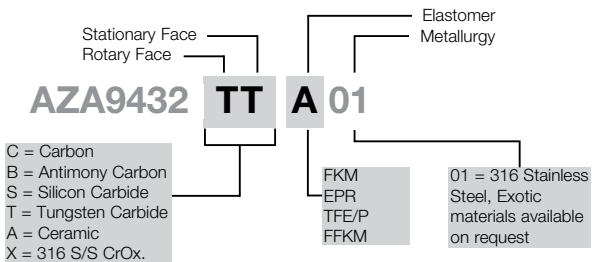 Elastomer
Stationary Face
Metallurgy
Rotary Face
AZA9432 TT A 01
C = Carbon
B = Antimony Carbon
S = Silicon Carbide
T = Tungsten Carbide
A = Ceramic
X = 316 S/S CrOx.
FKM
EPR
TFE/P
FFKM
01 = 316 Stainless
Steel, Exotic
materials available
on request